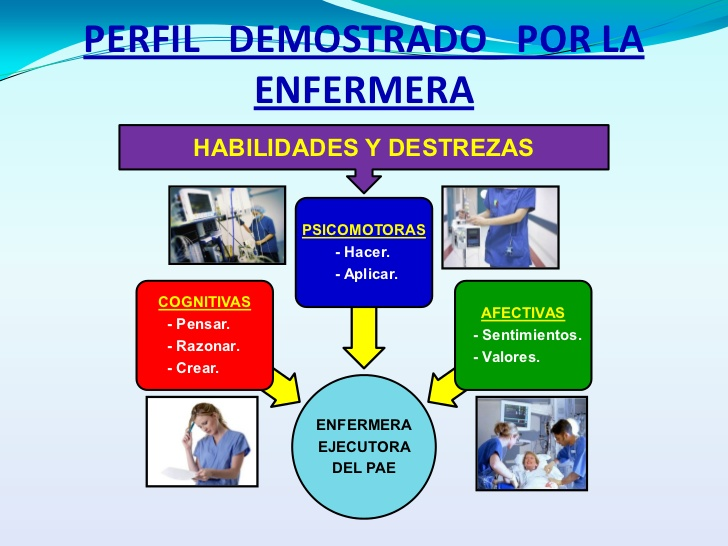 PERFIL DEMOSTRADO POR LA
ENFERMERA
HABILIDADES Y DESTREZAS
PSICOMOTORAS
- Hacer.
- Aplicar.
COGNITIVAS
- Pensar.
- Razonar.
- Crear.
AFECTIVAS
- Sentimientos.
- Valores.
ENFERMERA
EJECUTORA
DEL PAE